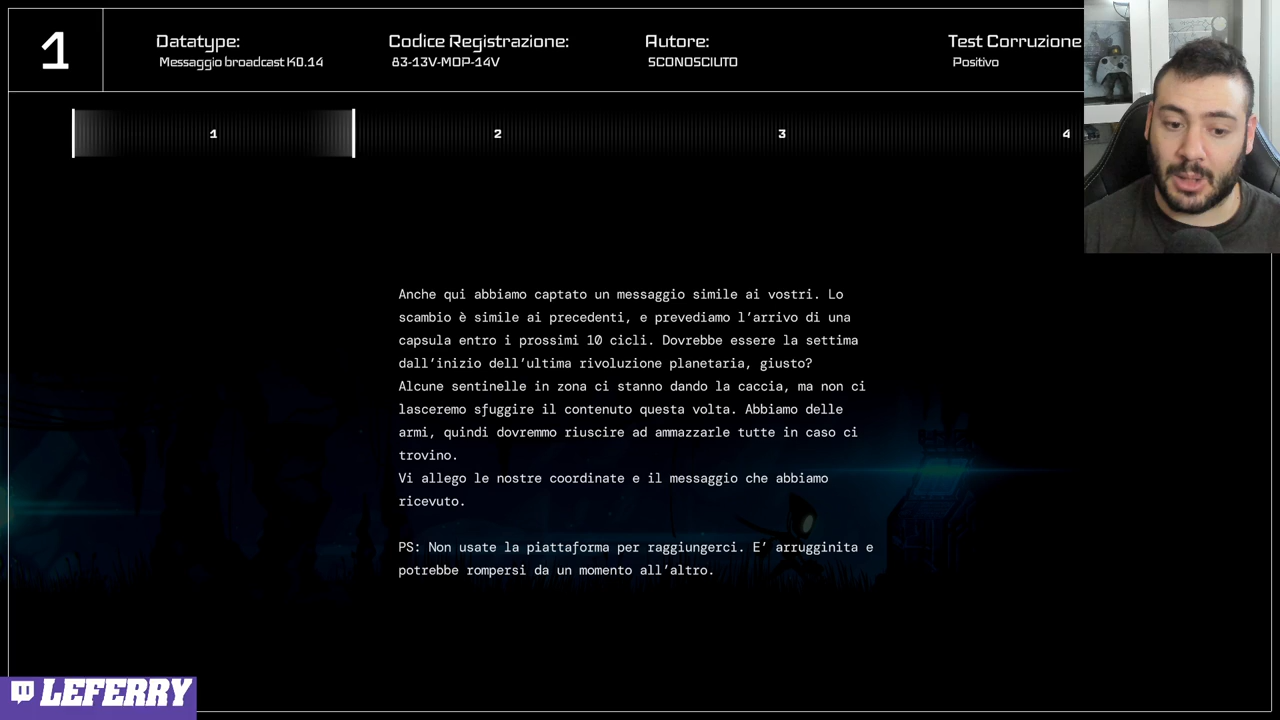 1
Datatype:
Messaggio broadcast K0.14
Codice Registrazione:
83-13V-MOP-14V
Autore:
SCONOSCIUTO
Test Corruzione
Positivo
1
2
3
4
Anche qui abbiamo captato un messaggio simile ai vostri. Lo
scambio è simile ai precedenti, e prevediamo l’arrivo di una
capsula entro i prossimi 10 cicli. Dovrebbe essere la settima
dall’inizio dell’ultima rivoluzione planetaria, giusto?
Alcune sentinelle in zona ci stanno dando la caccia, ma non ci
lasceremo sfuggire il contenuto questa volta. Abbiamo delle
armi, quindi dovremmo riuscire ad ammazzarle tutte in caso ci
trovino.
Vi allego le nostre coordinate e il messaggio che abbiamo
ricevuto.
PS: Non usate la piattaforma per raggiungerci. E’ arrugginita e
potrebbe rompersi da un momento all’altro.
LEFERRY